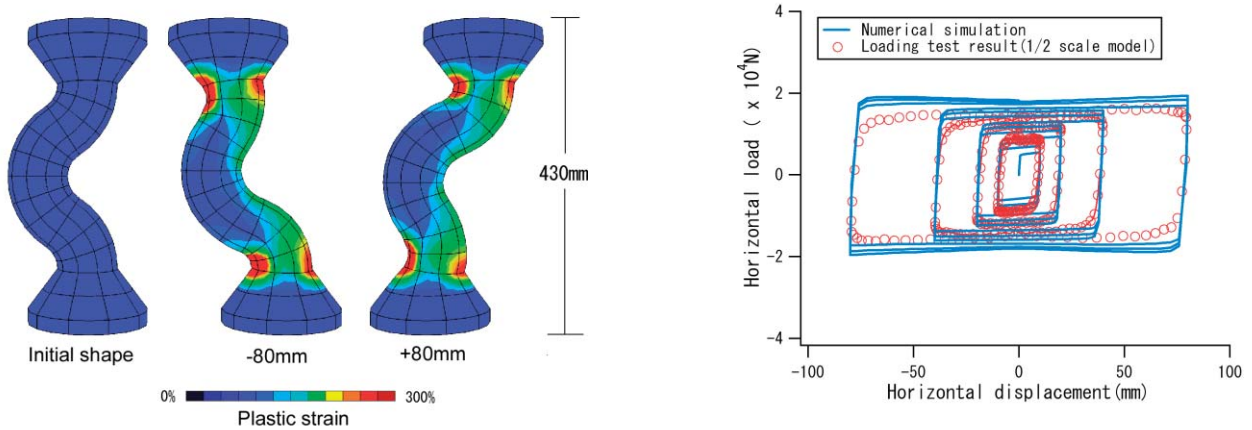 Initial shape
-80mm
+80mm
430mm
0%
300%
Plastic strain
Numerical simulation
Loading test result(1/2 scale model)
Horizontal load ( x 10⁴N)
4
2
0
-2
-4
-100
-50
0
50
100
Horizontal displacement(mm)